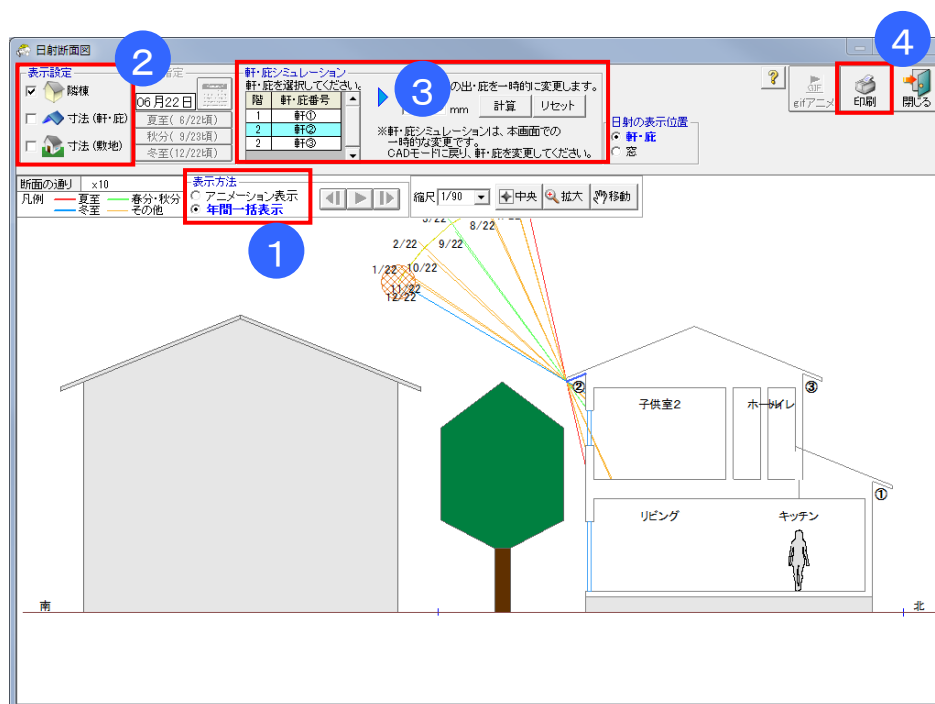 日射断面図
②
④
表示設定
隣棟
寸法(軒・庇)
寸法(敷地)
06月22日
夏至( 6/22頃)
秋分( 9/23頃)
冬至(12/22頃)
軒・庇シミュレーション
軒・庇を選択してください。
階 軒・庇番号
1 軒①
2 軒②
2 軒③
③
の出・庇を一時的に変更します。
mm 計算 リセット
※軒・庇シミュレーションは、本画面での
一時的な変更です。
CADモードに戻り、軒・庇を変更してください。
?
GIF
gifアニメ
印刷
閉じる
日射の表示位置
軒・庇
窓
断面の通り x10
凡例 夏至 春分・秋分
冬至 その他
表示方法
アニメーション表示
年間一括表示
①
縮尺 1/90 中央 拡大 移動
8/22
2/22 9/22
1/22 10/22
11/22
12/22
②
③
子供室2
ホール
トイレ
①
リビング
キッチン
南
北